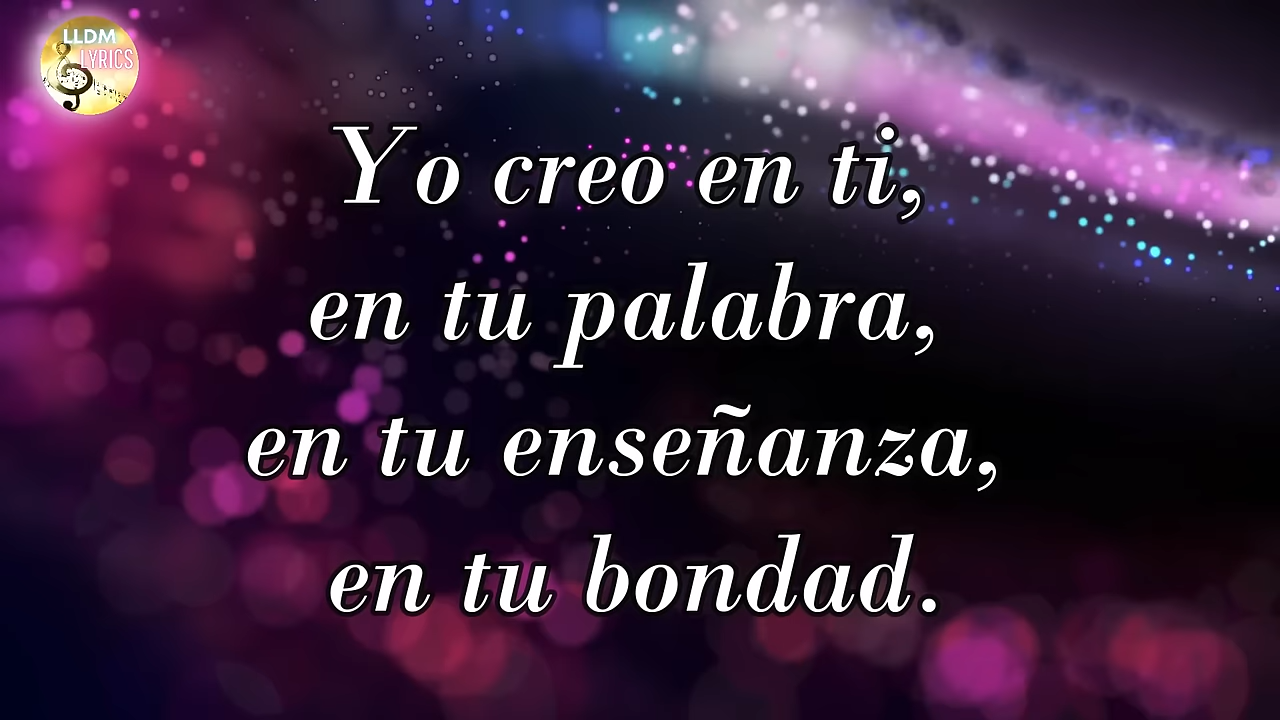 LLDM
LYRICS
Yo creo en ti,
en tu palabra,
en tu enseñanza,
en tu bondad.